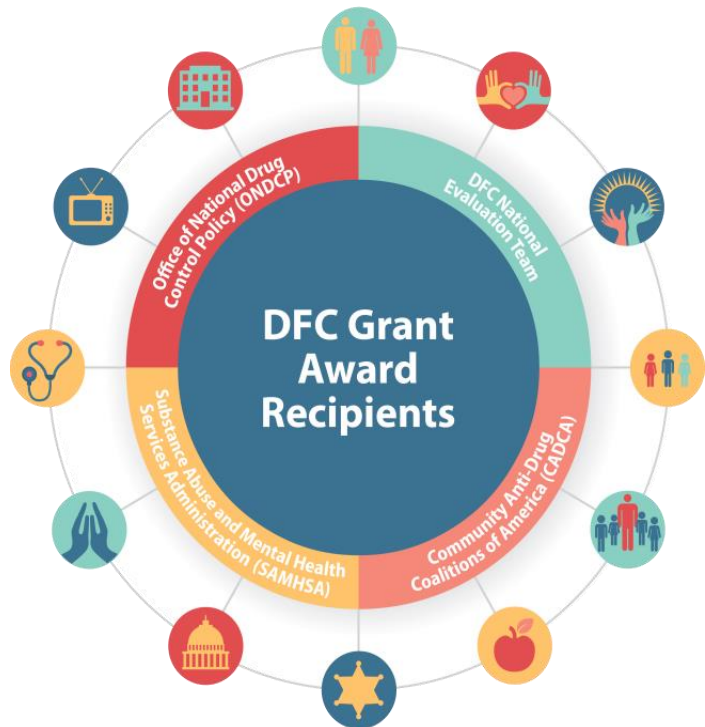 DFC Grant
Award
Recipients
Office of National Drug
Control Policy (ONDCP)
DFC National
Evaluation Team
Community Anti-Drug
Coalitions of America (CADCA)
Substance Abuse and Mental Health
Services Administration (SAMHSA)